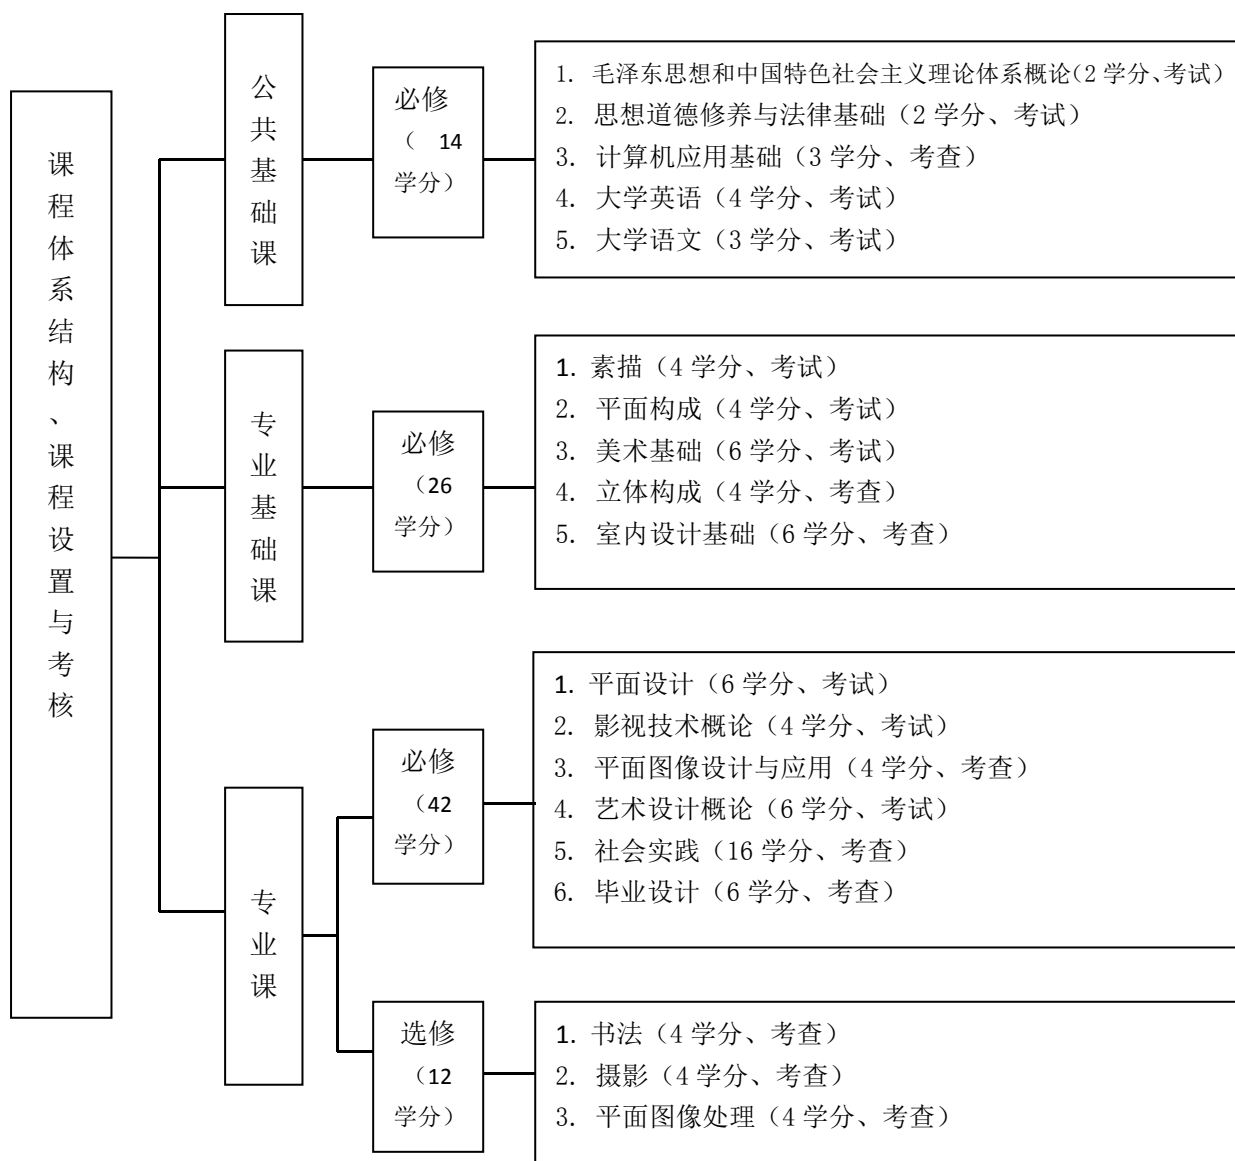 课程体系结构、课程设置与考核
公共基础课
必修
（ 14
学分）
1. 毛泽东思想和中国特色社会主义理论体系概论（2 学分、考试）
2. 思想道德修养与法律基础（2 学分、考试）
3. 计算机应用基础（3 学分、考查）
4. 大学英语（4 学分、考试）
5. 大学语文（3 学分、考试）
专业基础课
必修
（26
学分）
1. 素描（4 学分、考试）
2. 平面构成（4 学分、考试）
3. 美术基础（6 学分、考试）
4. 立体构成（4 学分、考查）
5. 室内设计基础（6 学分、考查）
专业课
必修
（42
学分）
1. 平面设计（6 学分、考试）
2. 影视技术概论（4 学分、考试）
3. 平面图像设计与应用（4 学分、考查）
4. 艺术设计概论（6 学分、考试）
5. 社会实践（16 学分、考查）
6. 毕业设计（6 学分、考查）
选修
（12
学分）
1. 书法（4 学分、考查）
2. 摄影（4 学分、考查）
3. 平面图像处理（4 学分、考查）